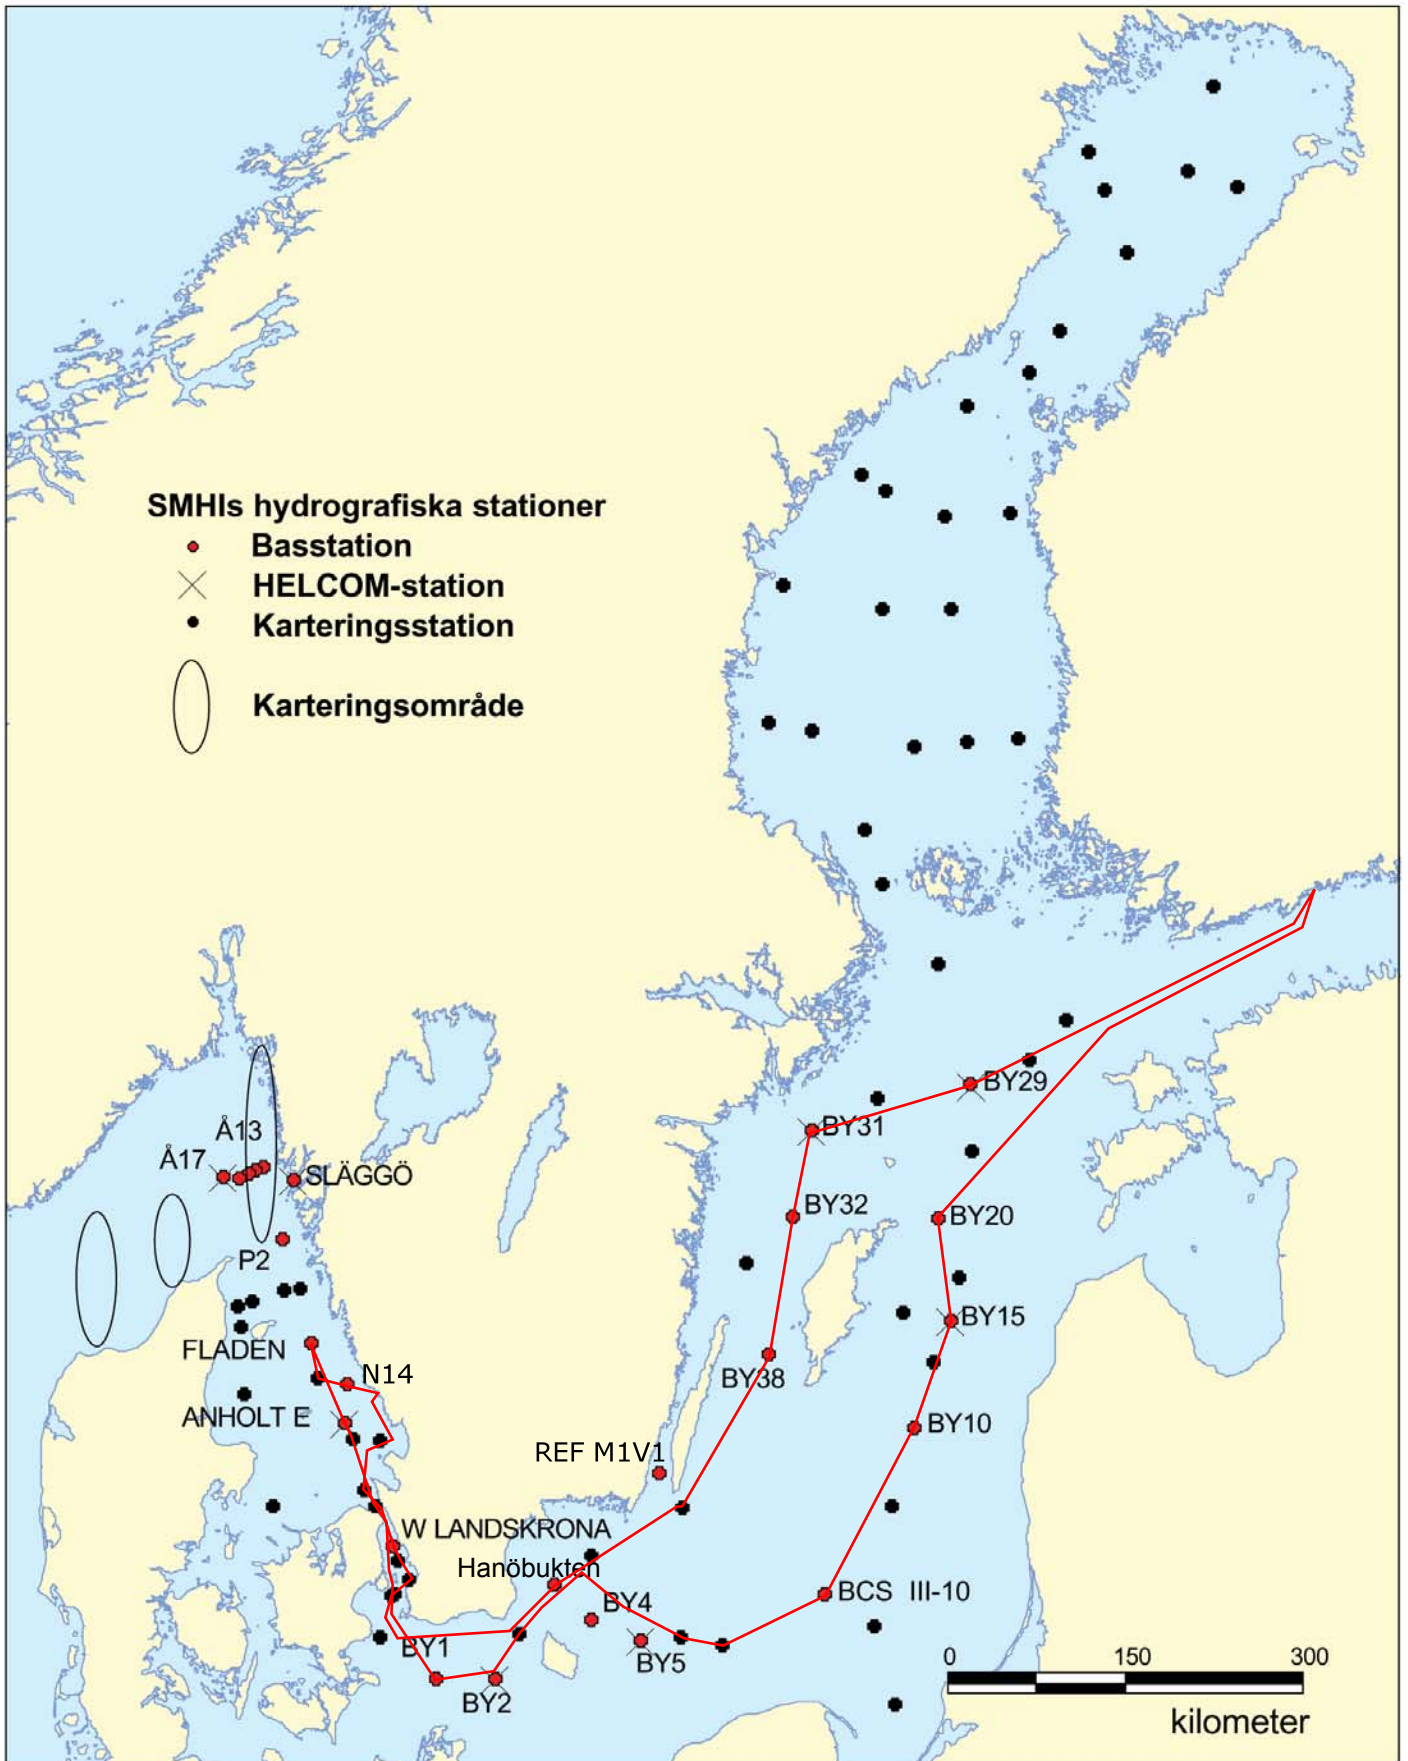 SMHIs hydrografiska stationer
Basstation
HELCOM-station
Karteringsstation
Karteringsområde
BY29
Å13
BY31
Å17
SLÄGGÖ
BY32
BY20
P2
BY15
FLADEN
N14
BY38
ANHOLT E
BY10
REF M1V1
W LANDSKRONA
Hanöbukten
BCS III-10
BY4
BY1
BY5
0 150 300
BY2
kilometer